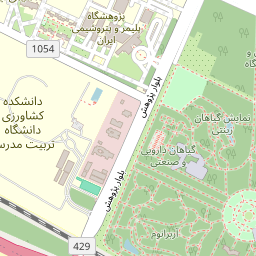 پژوهشگاه
پلیمر و پتروشیمی
ایران
1054
بلوار پژوهش
دانشکده
کشاورزی
دانشگاه
تربیت مدرس
نمایش گیاهان
زینتی
گیاهان دارویی
و صنعتی
بلوار پژوهش
آریرانوم
429